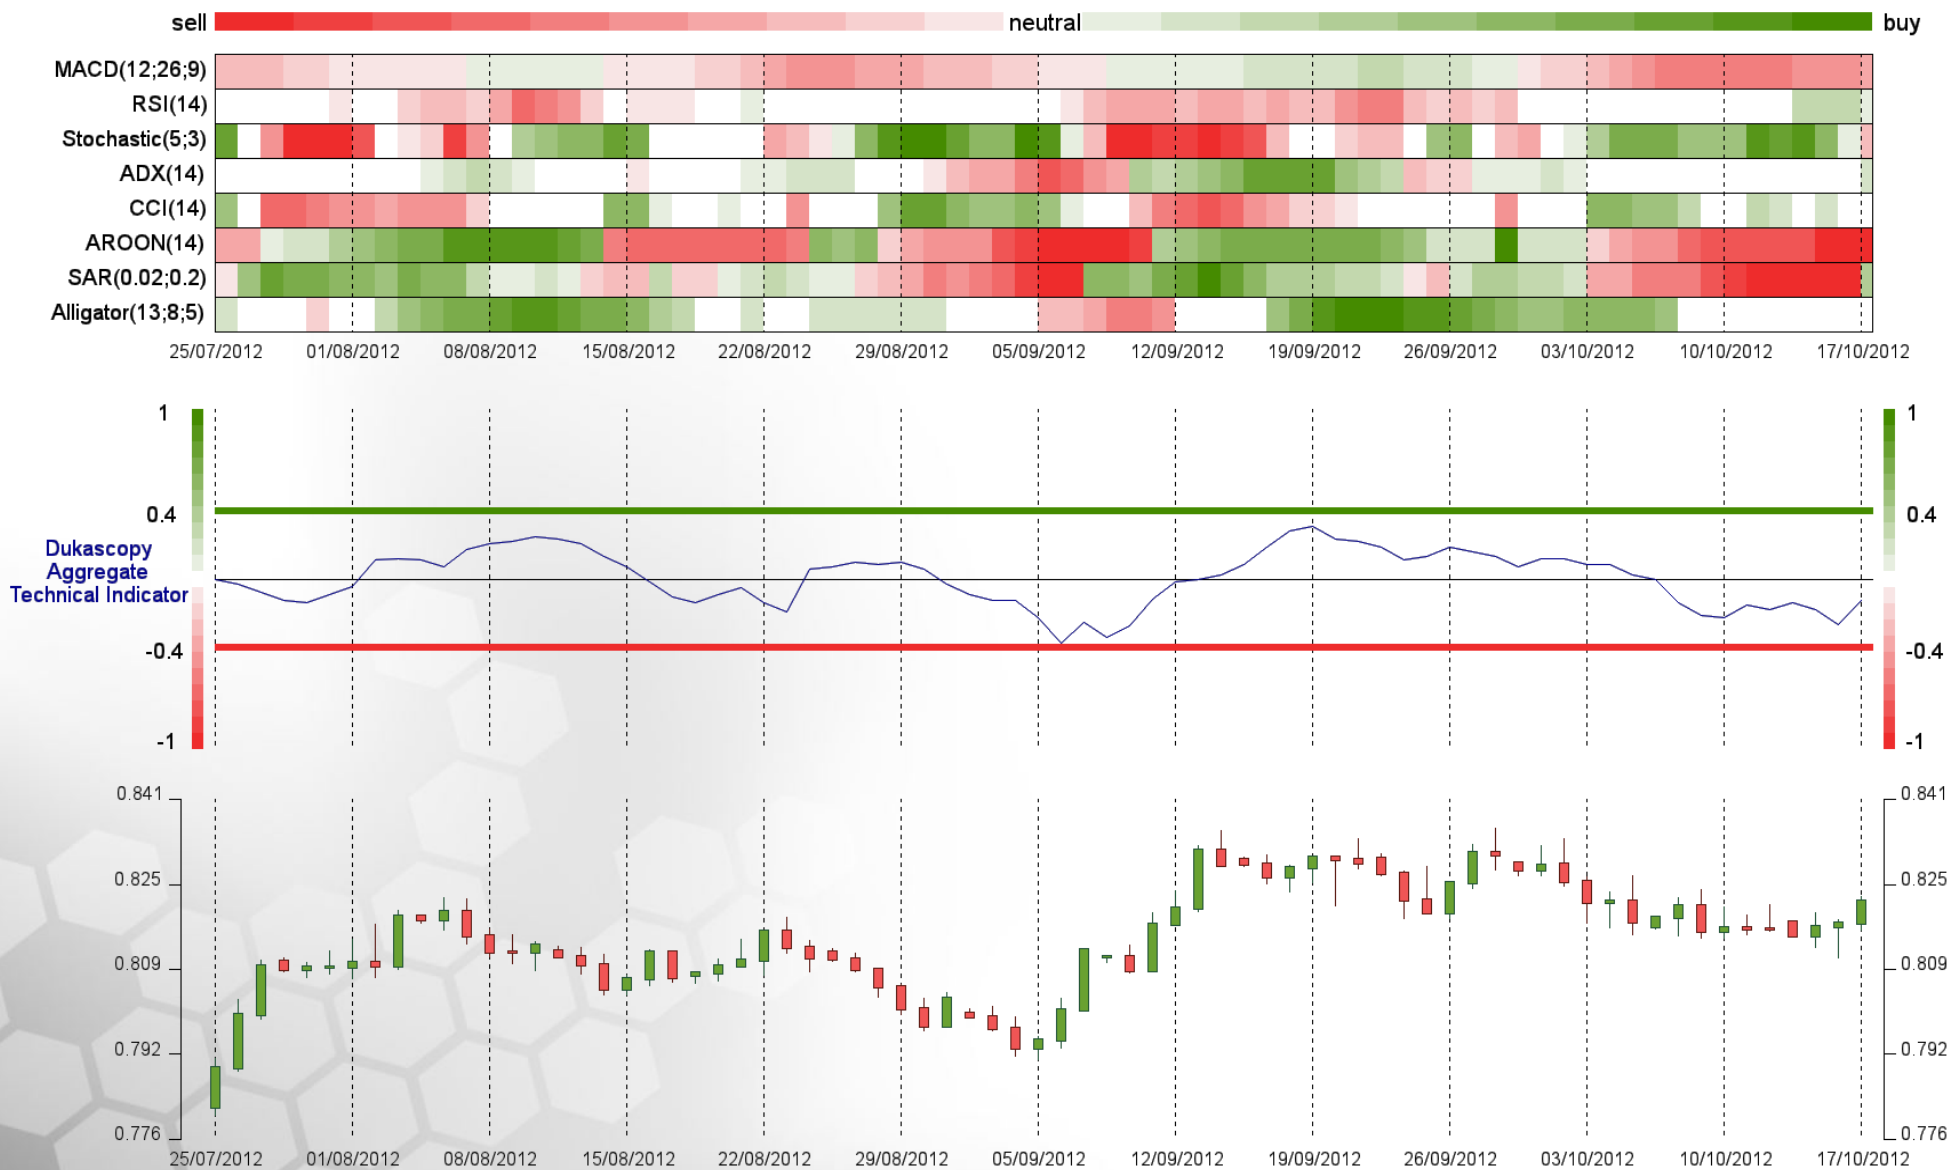 sell neutral buy
MACD(12;26;9)
RSI(14)
Stochastic(5;3)
ADX(14)
CCI(14)
AROON(14)
SAR(0.02;0.2)
Alligator(13;8;5)
25/07/2012 01/08/2012 08/08/2012 15/08/2012 22/08/2012 29/08/2012 05/09/2012 12/09/2012 19/09/2012 26/09/2012 03/10/2012 10/10/2012 17/10/2012
1 1
0.4 0.4
Dukascopy
Aggregate
Technical Indicator
-0.4 -0.4
-1 -1
0.841 0.841
0.825 0.825
0.809 0.809
0.792 0.792
0.776 0.776
25/07/2012 01/08/2012 08/08/2012 15/08/2012 22/08/2012 29/08/2012 05/09/2012 12/09/2012 19/09/2012 26/09/2012 03/10/2012 10/10/2012 17/10/2012